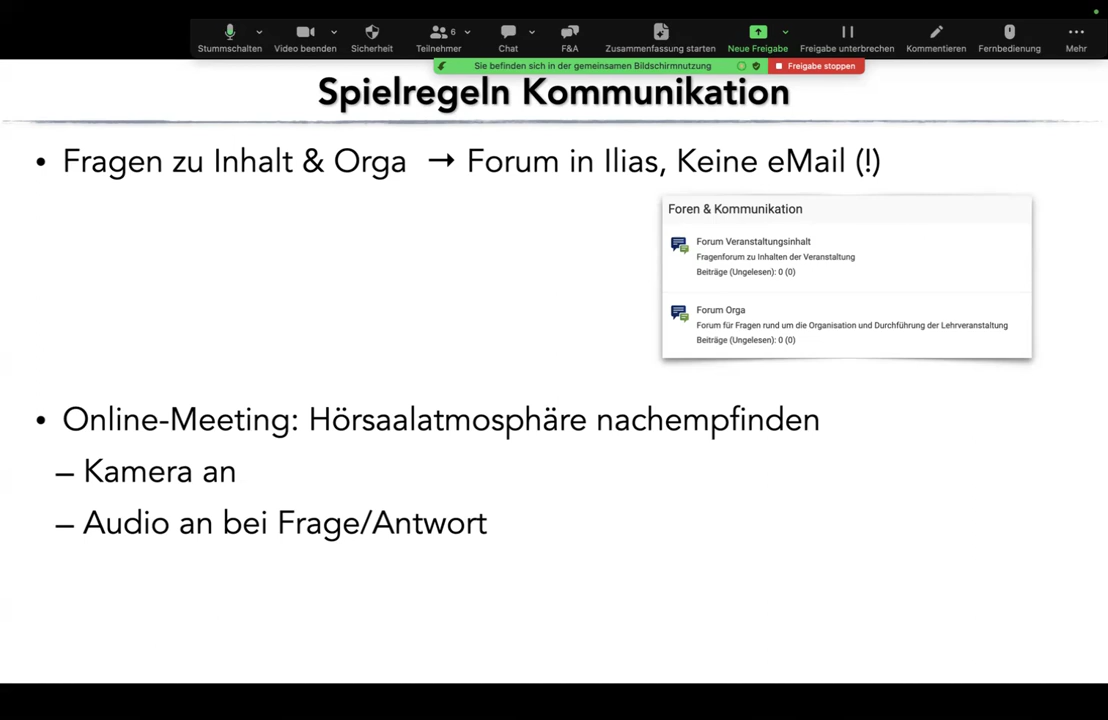 6
Stummschalten Video beenden Sicherheit Teilnehmer Chat F&A Zusammenfassung starten Neue Freigabe Freigabe unterbrechen Kommentieren Fernbedienung Mehr
Sie befinden sich in der gemeinsamen Bildschirmnutzung Freigabe stoppen
Spielregeln Kommunikation
• Fragen zu Inhalt & Orga → Forum in Ilias, Keine eMail (!)
Foren & Kommunikation
Forum Veranstaltungsinhalt
Fragenforum zu Inhalten der Veranstaltung
Beiträge (Ungelesen): 0 (0)
Forum Orga
Forum für Fragen rund um die Organisation und Durchführung der Lehrveranstaltung
Beiträge (Ungelesen): 0 (0)
• Online-Meeting: Hörsaalatmosphäre nachempfinden
– Kamera an
– Audio an bei Frage/Antwort